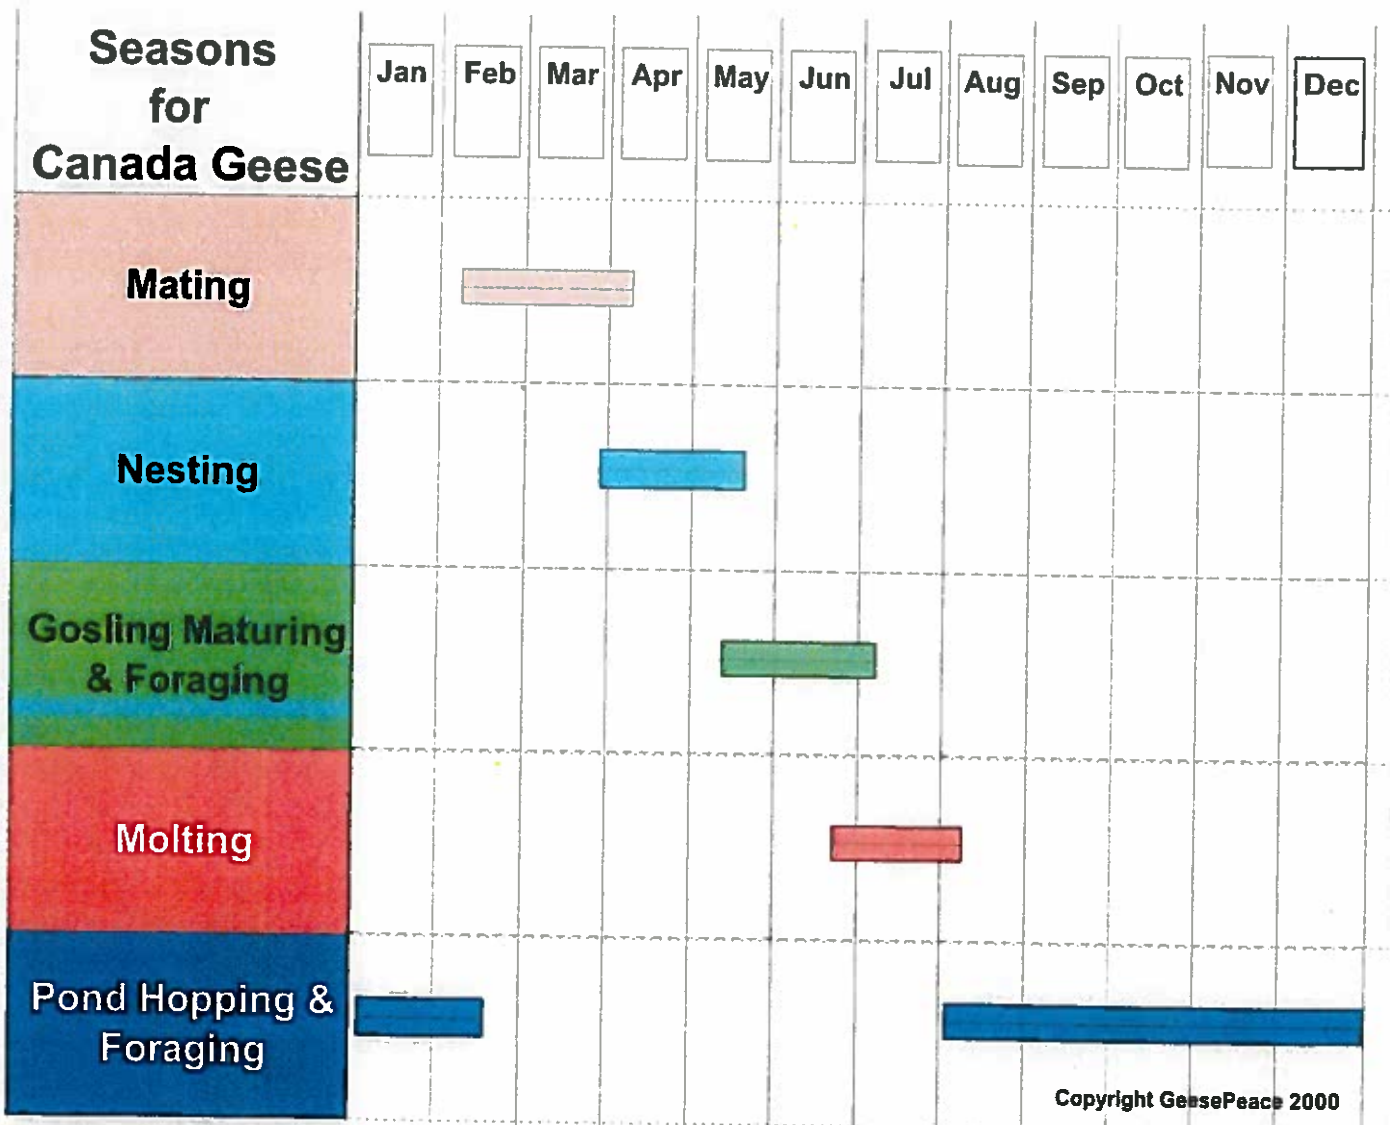 Seasons
for
Canada Geese
Jan Feb Mar Apr May Jun Jul Aug Sep Oct Nov Dec
Mating
Nesting
Gosling Maturing
& Foraging
Molting
Pond Hopping &
Foraging
Copyright GeesePeace 2000